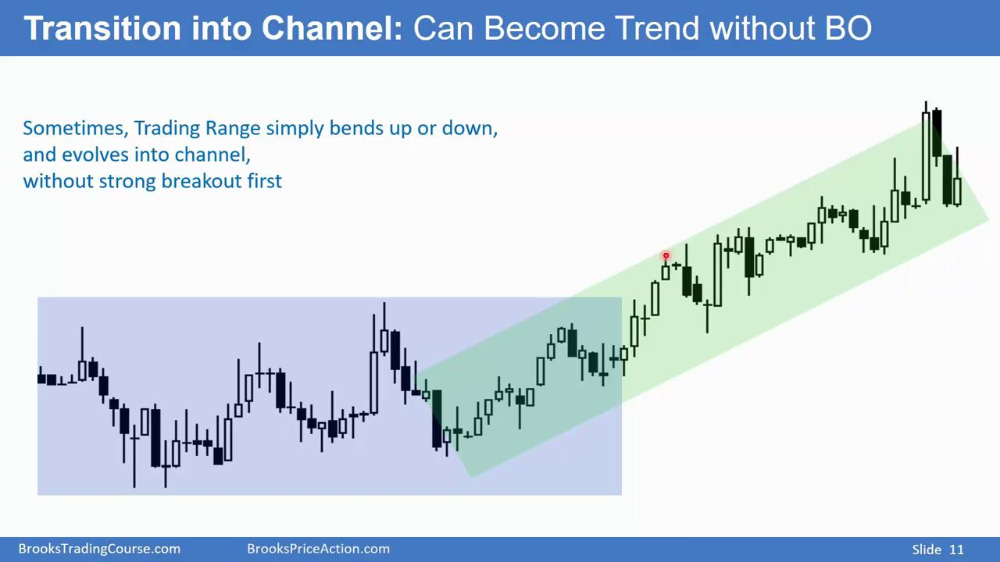 Transition into Channel: Can Become Trend without BO
Sometimes, Trading Range simply bends up or down,
and evolves into channel,
without strong breakout first
BrooksTradingCourse.com
BrooksPriceAction.com
Slide 11